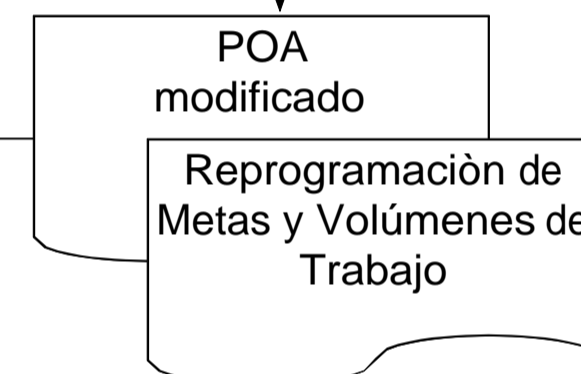 POA
modificado
Reprogramaciòn de
Metas y Volúmenes de
Trabajo